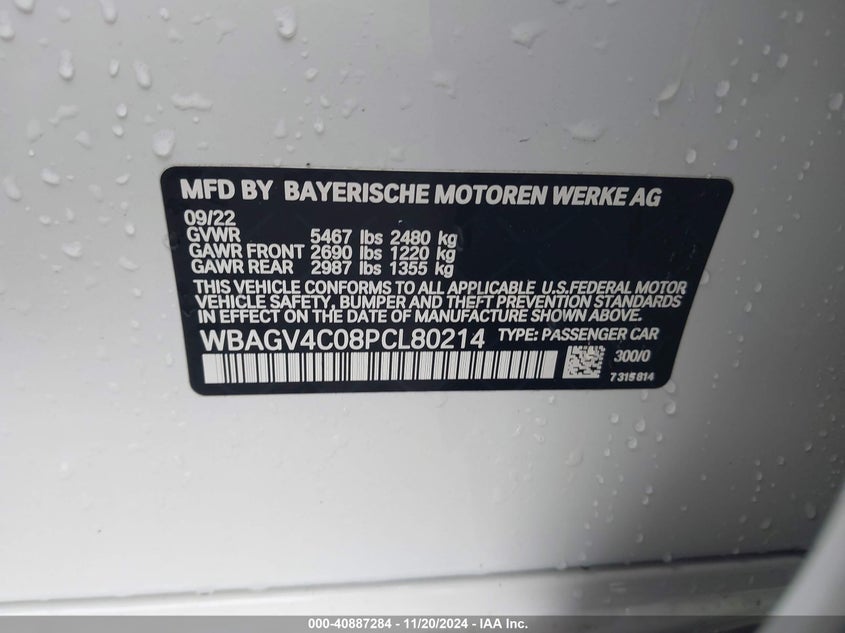 MFD BY BAYERISCHE MOTOREN WERKE AG
09/22
GVWR 5467 lbs 2480 kg
GAWR FRONT 2690 lbs 1220 kg
GAWR REAR 2987 lbs 1355 kg
THIS VEHICLE CONFORMS TO ALL APPLICABLE U.S.FEDERAL MOTOR
VEHICLE SAFETY, BUMPER AND THEFT PREVENTION STANDARDS
IN EFFECT ON THE DATE OF MANUFACTURE SHOWN ABOVE.
WBAGV4C08PCL80214 TYPE: PASSENGER CAR
300/0
7315814
000-40887284 - 11/20/2024 - IAA Inc.